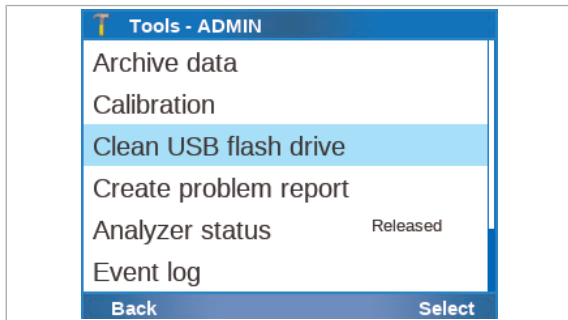 Tools - ADMIN
Archive data
Calibration
Clean USB flash drive
Create problem report
Analyzer status Released
Event log
Back Select